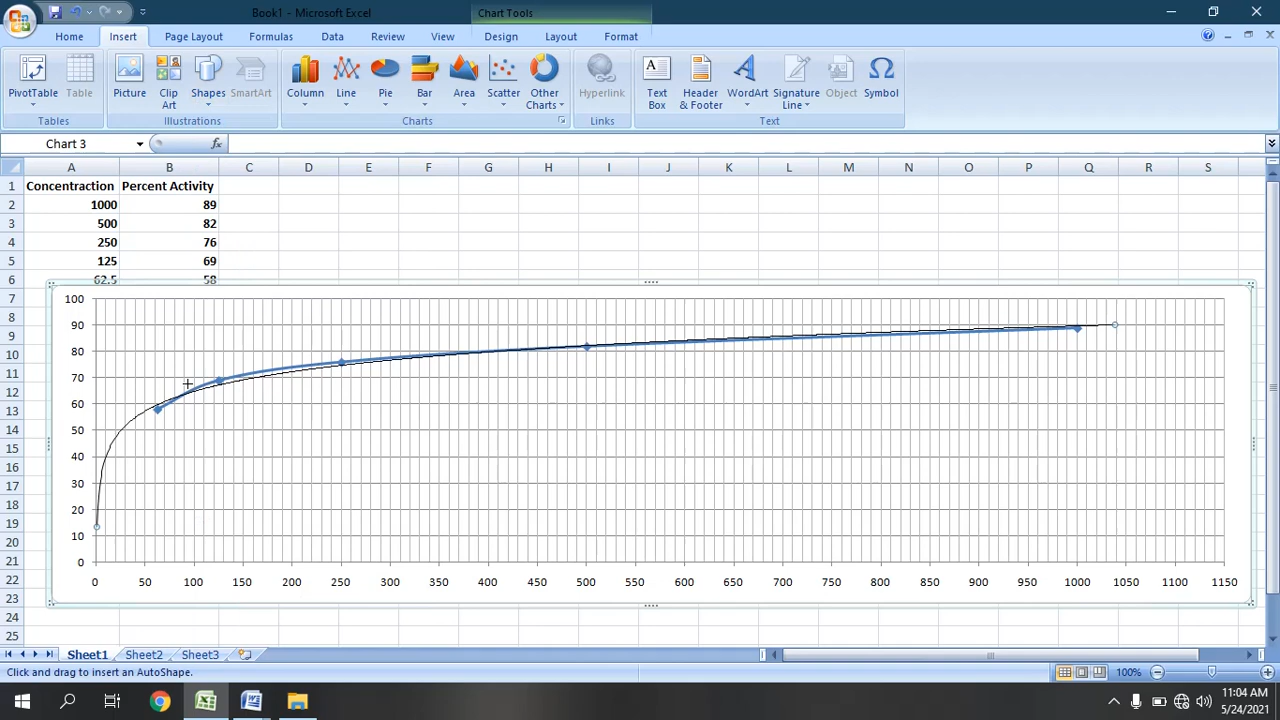 Book1 - Microsoft Excel
Chart Tools
Home Insert Page Layout Formulas Data Review View Design Layout Format
PivotTable Table Picture Clip Art Shapes SmartArt Column Line Pie Bar Area Scatter Other Charts Hyperlink Text Box Header & Footer WordArt Signature Line Object Symbol
Tables Illustrations Charts Links Text
Chart 3 fx
A B C D E F G H I J K L M N O P Q R S
1 Concentraction Percent Activity
2 1000 89
3 500 82
4 250 76
5 125 69
6 62.5 58
7 100
8 90
9 80
10 70
11 60
12 50
13 40
14 30
15 20
16 10
17 0
18
19
20
21
22 0 50 100 150 200 250 300 350 400 450 500 550 600 650 700 750 800 850 900 950 1000 1050 1100 1150
23
24
25
Sheet1 Sheet2 Sheet3
Click and drag to insert an AutoShape.
100%
11:04 AM
5/24/2021